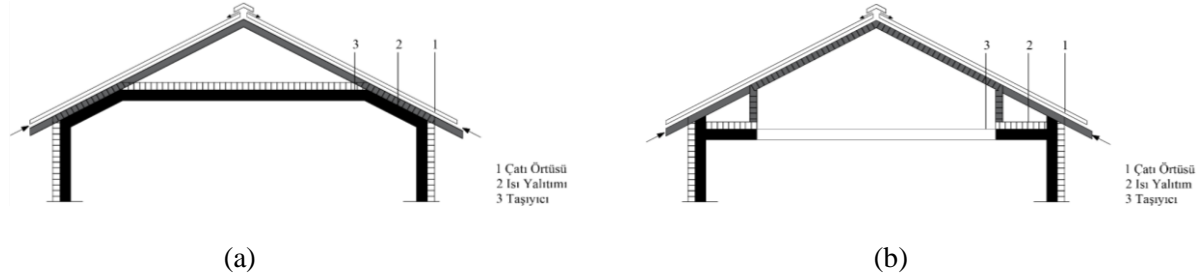 3 2 1
1 Çatı Örtüsü
2 Isı Yalıtımı
3 Taşıyıcı
(a)
3 2 1
1 Çatı Örtüsü
2 Isı Yalıtım
3 Taşıyıcı
(b)